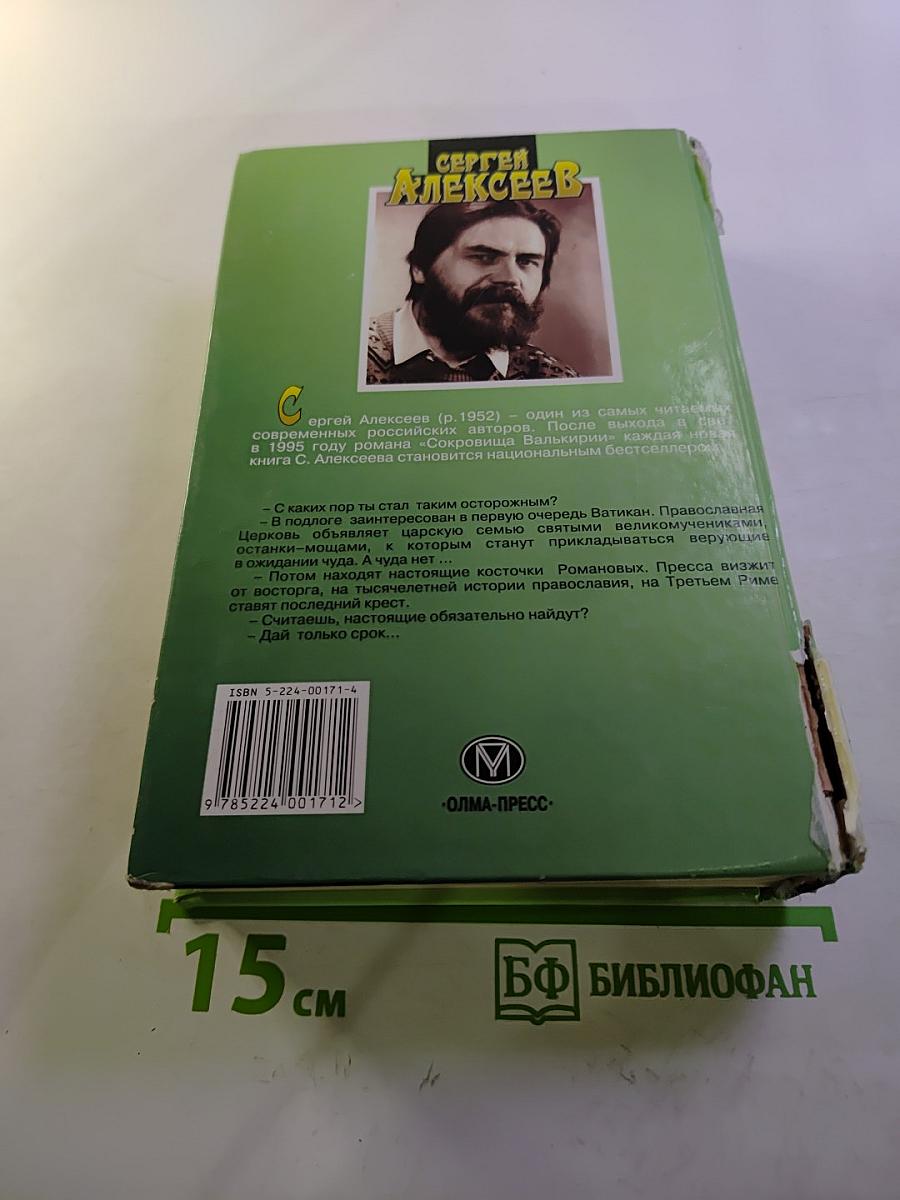 СЕРГЕЙ
АЛЕКСЕЕВ
Сергей Алексеев (р.1952) – один из самых читаемых
современных российских авторов. После выхода в свет
в 1995 году романа «Сокровища Валькирии» каждая новая
книга С. Алексеева становится национальным бестселлером.
– С каких пор ты стал таким осторожным?
– В подлоге заинтересован в первую очередь Ватикан. Православная
Церковь объявляет царскую семью святыми великомучениками,
останки–мощами, к которым станут прикладываться верующие
в ожидании чуда. А чуда нет ...
– Потом находят настоящие косточки Романовых. Пресса визжит
от восторга, на тысячелетней истории православия, на Третьем Риме
ставят последний крест.
– Считаешь, настоящие обязательно найдут?
– Дай только срок...
ISBN 5-224-00171-4
9 785224 001712 >
·ОЛМА-ПРЕСС·
15 см
БФ БИБЛИОФАН